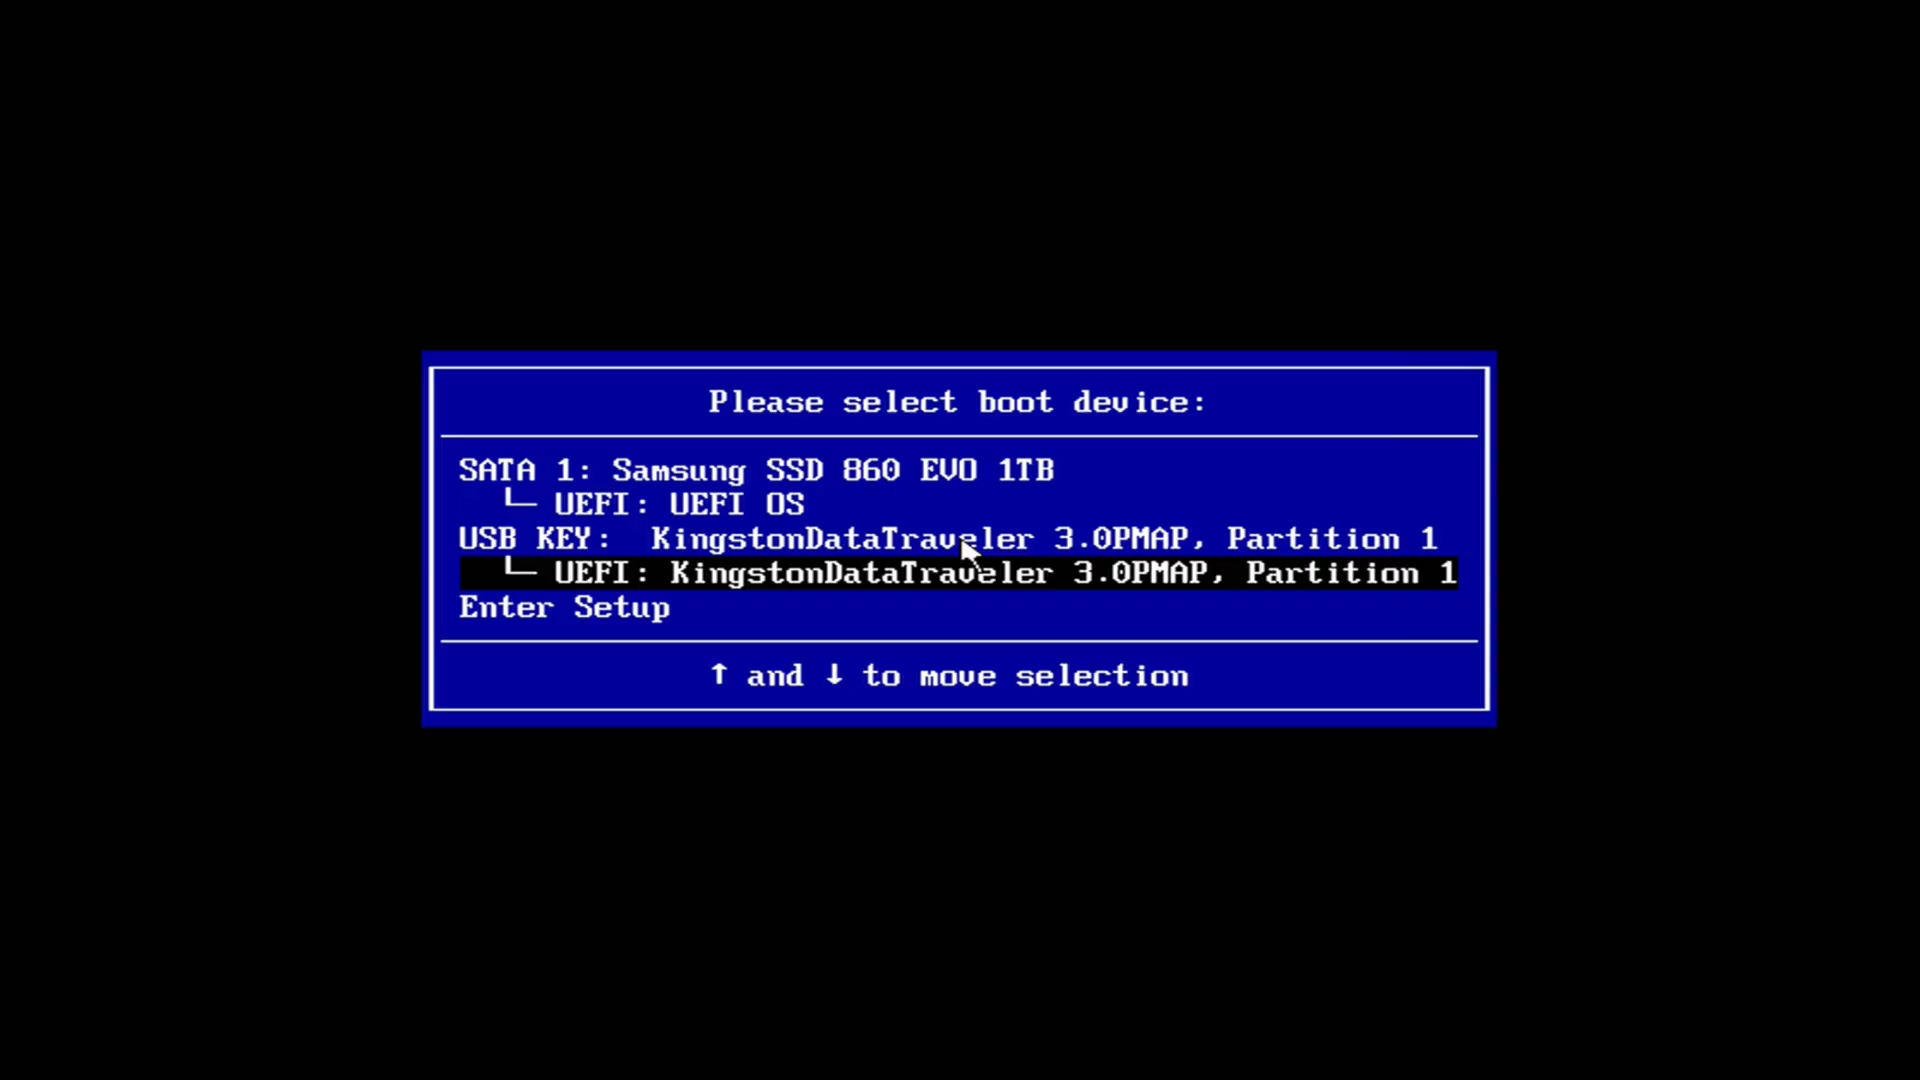 Please select boot device:
SATA 1: Samsung SSD 860 EVO 1TB
└─ UEFI: UEFI OS
USB KEY:  KingstonDataTraveler 3.0PMAP, Partition 1
└─ UEFI: KingstonDataTraveler 3.0PMAP, Partition 1
Enter Setup
↑ and ↓ to move selection